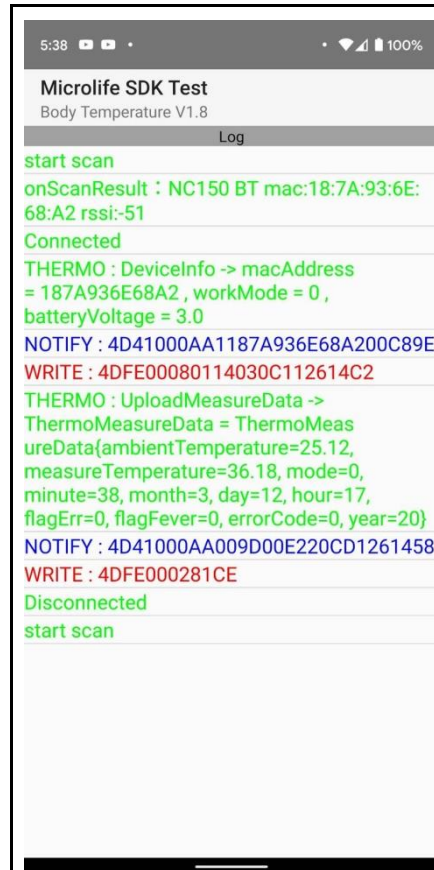 5:38
100%
Microlife SDK Test
Body Temperature V1.8
Log
start scan
onScanResult：NC150 BT mac:18:7A:93:6E:
68:A2 rssi:-51
Connected
THERMO : DeviceInfo -> macAddress
= 187A936E68A2 , workMode = 0 ,
batteryVoltage = 3.0
NOTIFY : 4D41000AA1187A936E68A200C89E
WRITE : 4DFE00080114030C112614C2
THERMO : UploadMeasureData ->
ThermoMeasureData = ThermoMeas
ureData{ambientTemperature=25.12,
measureTemperature=36.18, mode=0,
minute=38, month=3, day=12, hour=17,
flagErr=0, flagFever=0, errorCode=0, year=20}
NOTIFY : 4D41000AA009D00E220CD1261458
WRITE : 4DFE000281CE
Disconnected
start scan